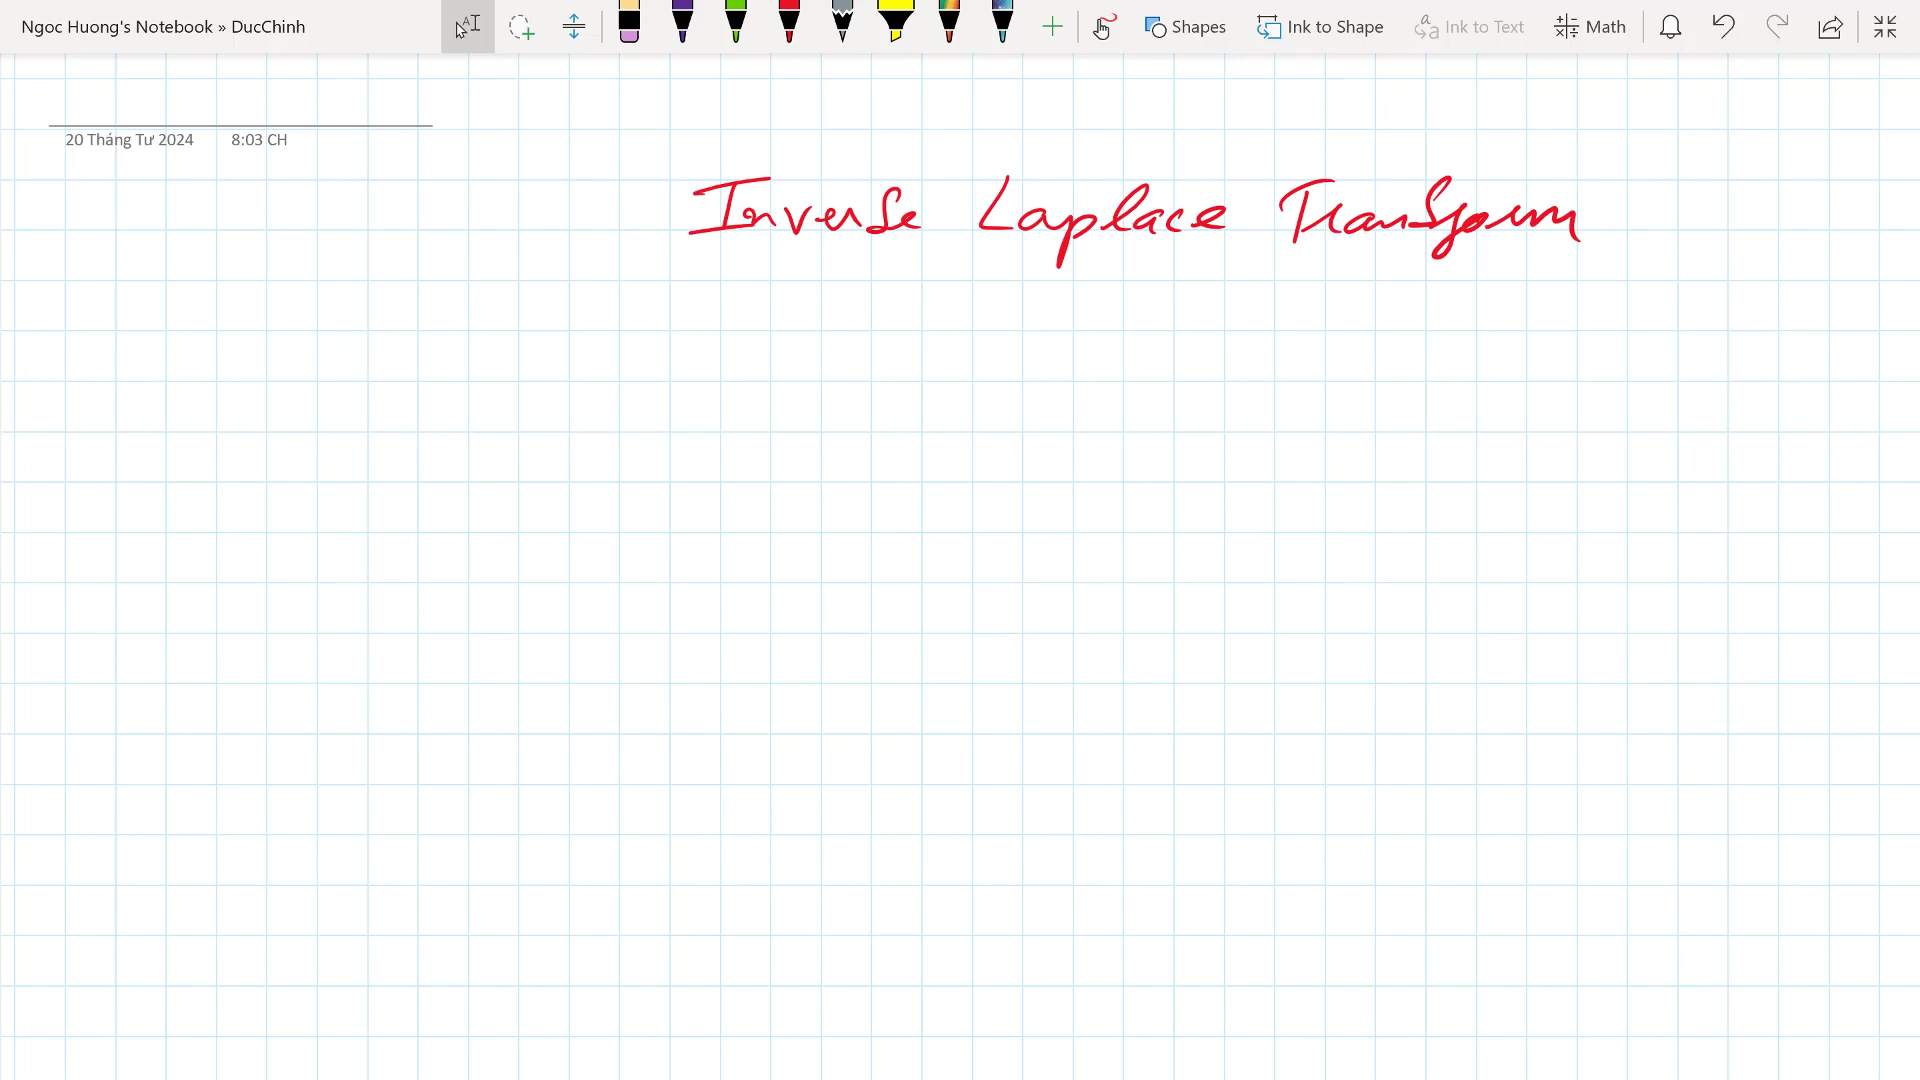 Ngoc Huong's Notebook » DucChinh
Shapes
Ink to Shape
Ink to Text
Math
20 Tháng Tư 2024 8:03 CH
Inverse Laplace Transform